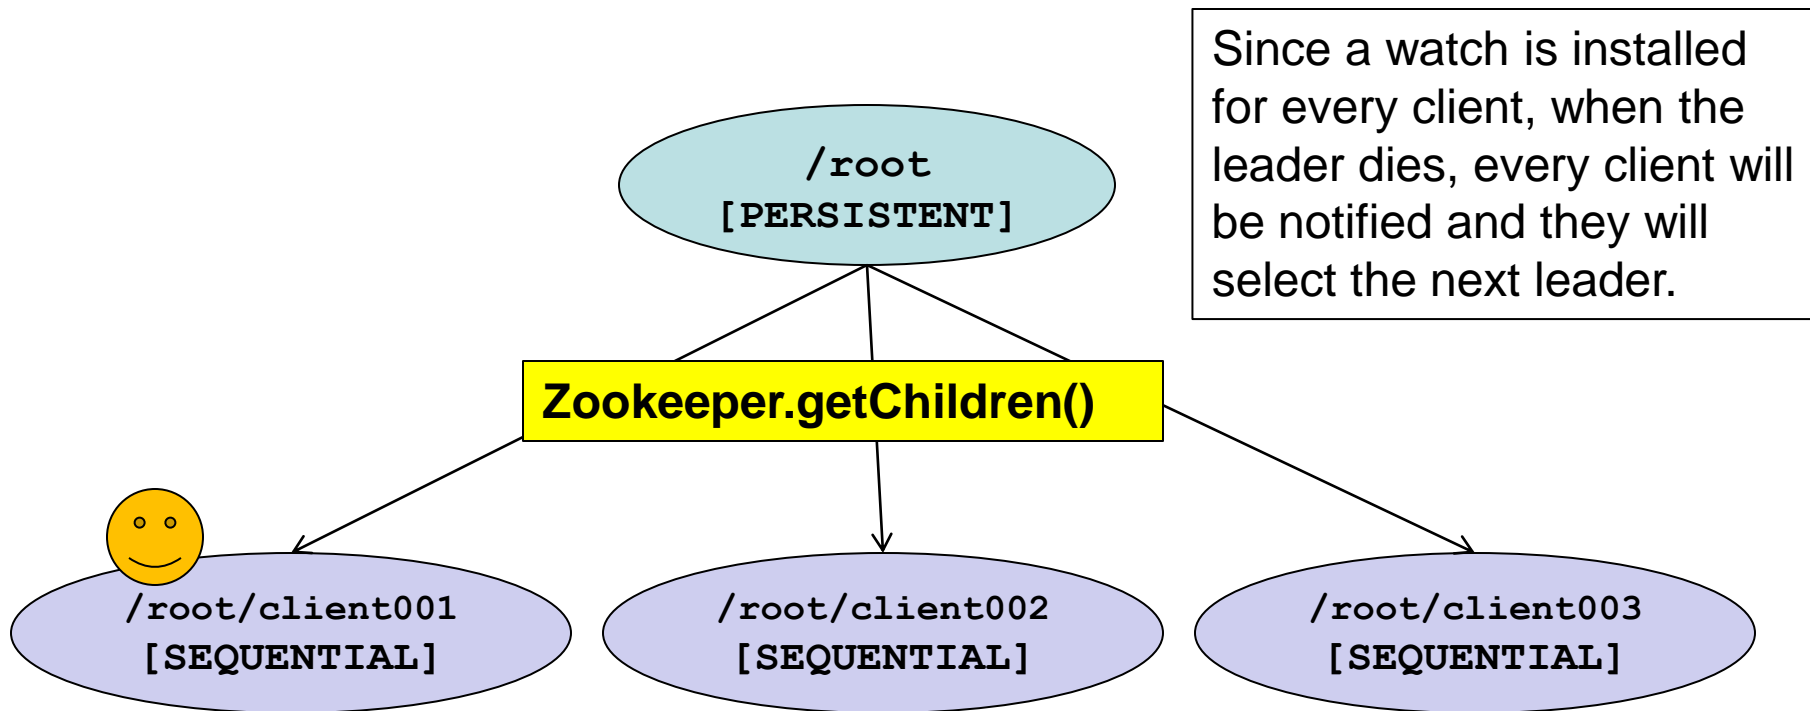 Since a watch is installed
for every client, when the
leader dies, every client will
be notified and they will
select the next leader.
/root
[PERSISTENT]
Zookeeper.getChildren()
/root/client001
[SEQUENTIAL]
/root/client002
[SEQUENTIAL]
/root/client003
[SEQUENTIAL]